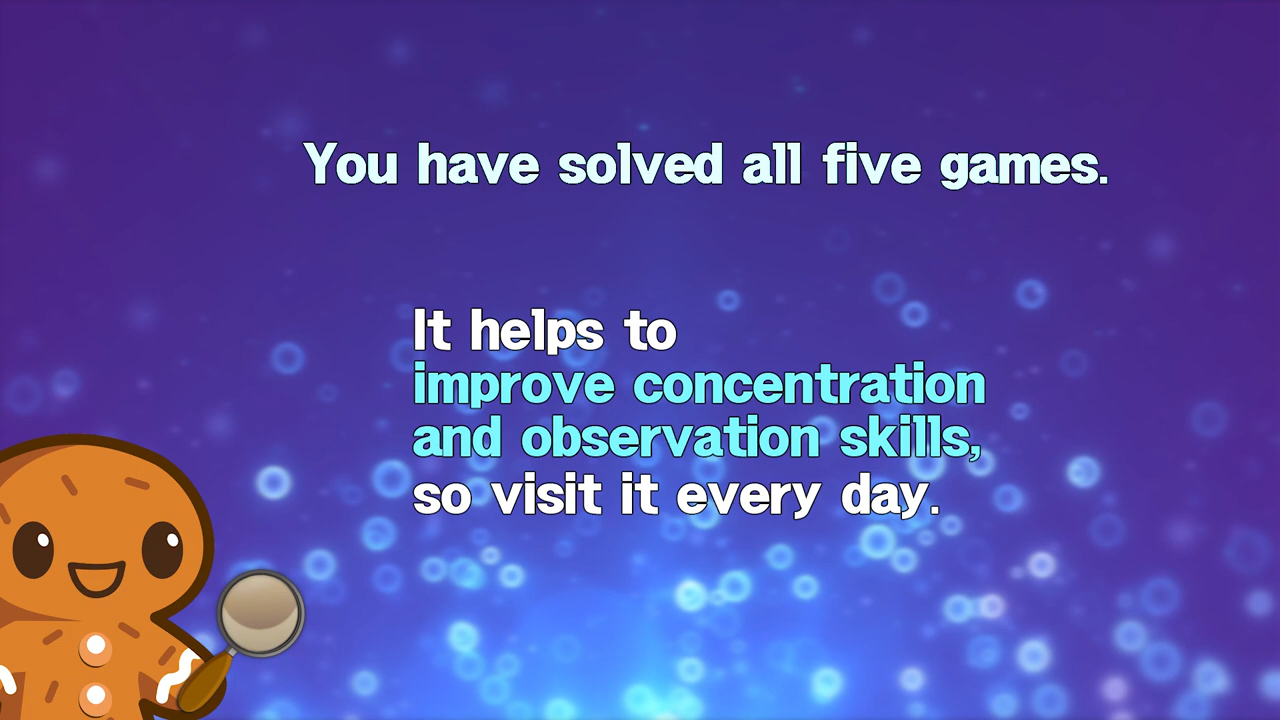 You have solved all five games.
It helps to
improve concentration
and observation skills,
so visit it every day.